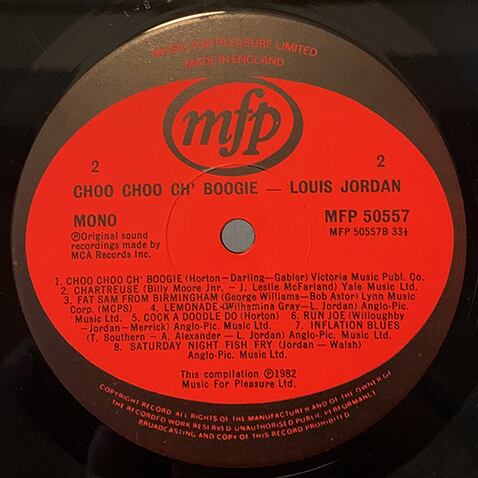 MUSIC FOR PLEASURE LIMITED
MADE IN ENGLAND
mfp
2 2
CHOO CHOO CH' BOOGIE — LOUIS JORDAN
MONO MFP 50557
MFP 50557B 33⅓
℗Original sound
recordings made by
MCA Records Inc.
1. CHOO CHOO CH' BOOGIE (Horton-Darling-Gabler) Victoria Music Publ. Co.
2. CHARTREUSE (Billy Moore Jnr. - J. Leslie McFarland) Yale Music Ltd.
3. FAT SAM FROM BIRMINGHAM (George Williams-Bob Astor) Lynn Music
Corp. (MCPS) 4. LEMONADE (Wilhamina Gray-L. Jordan) Anglo-Pic.
Music Ltd. 5. COCK A DOODLE DO (Horton) 6. RUN JOE (Willoughby
-Jordan-Merrick) Anglo-Pic. Music Ltd. 7. INFLATION BLUES
(T. Southern - A. Alexander - L. Jordan) Anglo-Pic. Music Ltd.
8. SATURDAY NIGHT FISH FRY (Jordan - Walsh)
Anglo-Pic. Music Ltd.
This compilation ℗1982
Music For Pleasure Ltd.
COPYRIGHT RECORD ALL RIGHTS OF THE MANUFACTURER AND OF THE OWNER OF
THE RECORDED WORK RESERVED UNAUTHORISED PUBLIC PERFORMANCE
BROADCASTING AND COPY OF THIS RECORD PROHIBITED